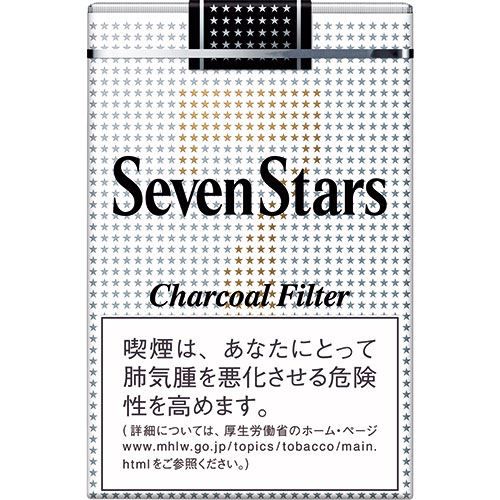 Seven Stars
Charcoal Filter
喫煙は、あなたにとって
肺気腫を悪化させる危険
性を高めます。
(詳細については、厚生労働省のホーム・ページ
www.mhlw.go.jp/topics/tobacco/main.
htmlをご参照ください。)